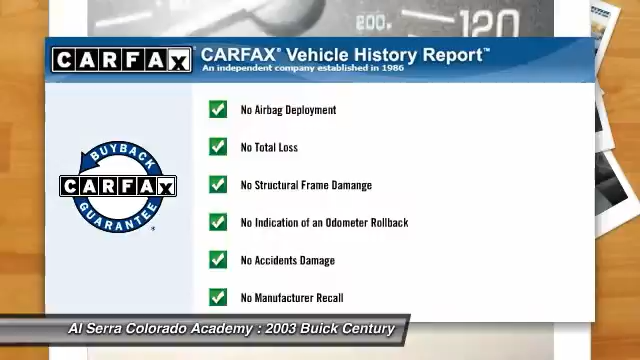 200.
120
CARFAX
CARFAX® Vehicle History Report™
An independent company established in 1986
No Airbag Deployment
No Total Loss
BUYBACK
CARFAX
GUARANTEE
*
No Structural Frame Damange
No Indication of an Odometer Rollback
No Accidents Damage
No Manufacturer Recall
Al Serra Colorado Academy : 2003 Buick Century